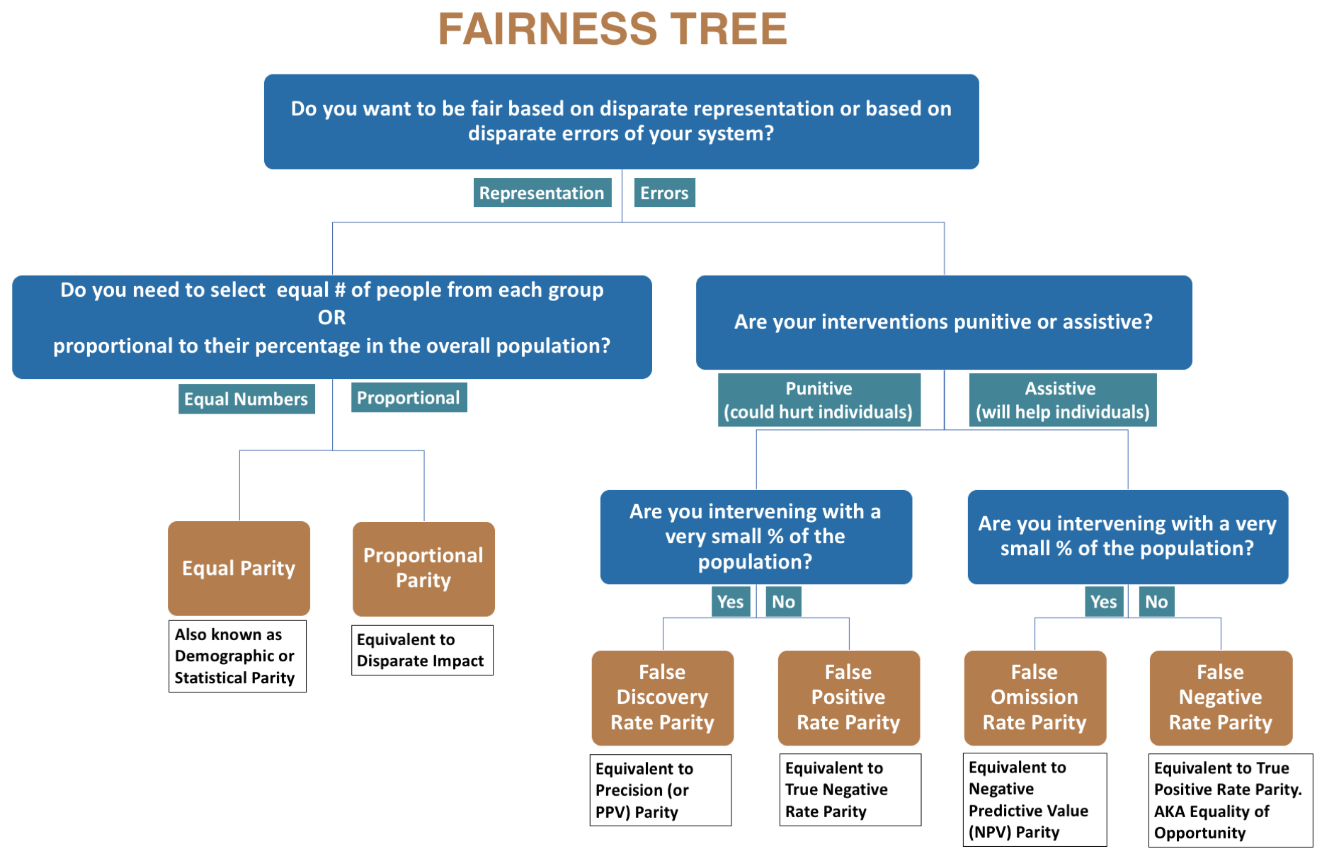 FAIRNESS TREE
Do you want to be fair based on disparate representation or based on
disparate errors of your system?
Representation
Errors
Do you need to select equal # of people from each group
OR
proportional to their percentage in the overall population?
Are your interventions punitive or assistive?
Equal Numbers
Proportional
Punitive
(could hurt individuals)
Assistive
(will help individuals)
Are you intervening with a
very small % of the
population?
Are you intervening with a very
small % of the population?
Equal Parity
Proportional
Parity
Yes
No
Yes
No
Also known as
Demographic or
Statistical Parity
Equivalent to
Disparate Impact
False
Discovery
Rate Parity
False
Positive
Rate Parity
False
Omission
Rate Parity
False
Negative
Rate Parity
Equivalent to
Precision (or
PPV) Parity
Equivalent to
True Negative
Rate Parity
Equivalent to
Negative
Predictive Value
(NPV) Parity
Equivalent to True
Positive Rate Parity.
AKA Equality of
Opportunity